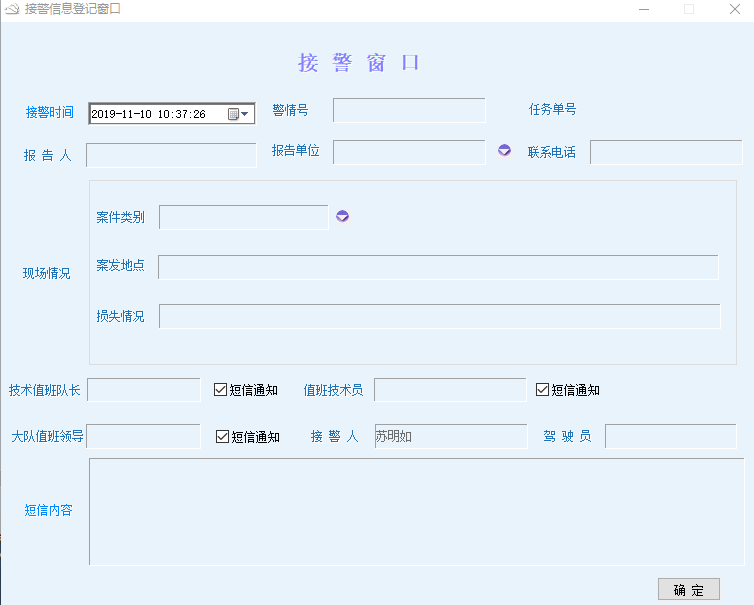 接警信息登记窗口
接 警 窗 口
接警时间 2019-11-10 10:37:26 警情号 任务单号
报 告 人 报告单位 联系电话
案件类别
现场情况
案发地点
损失情况
技术值班队长 短信通知 值班技术员 短信通知
大队值班领导 短信通知 接 警 人 苏明如 驾 驶 员
短信内容
确 定